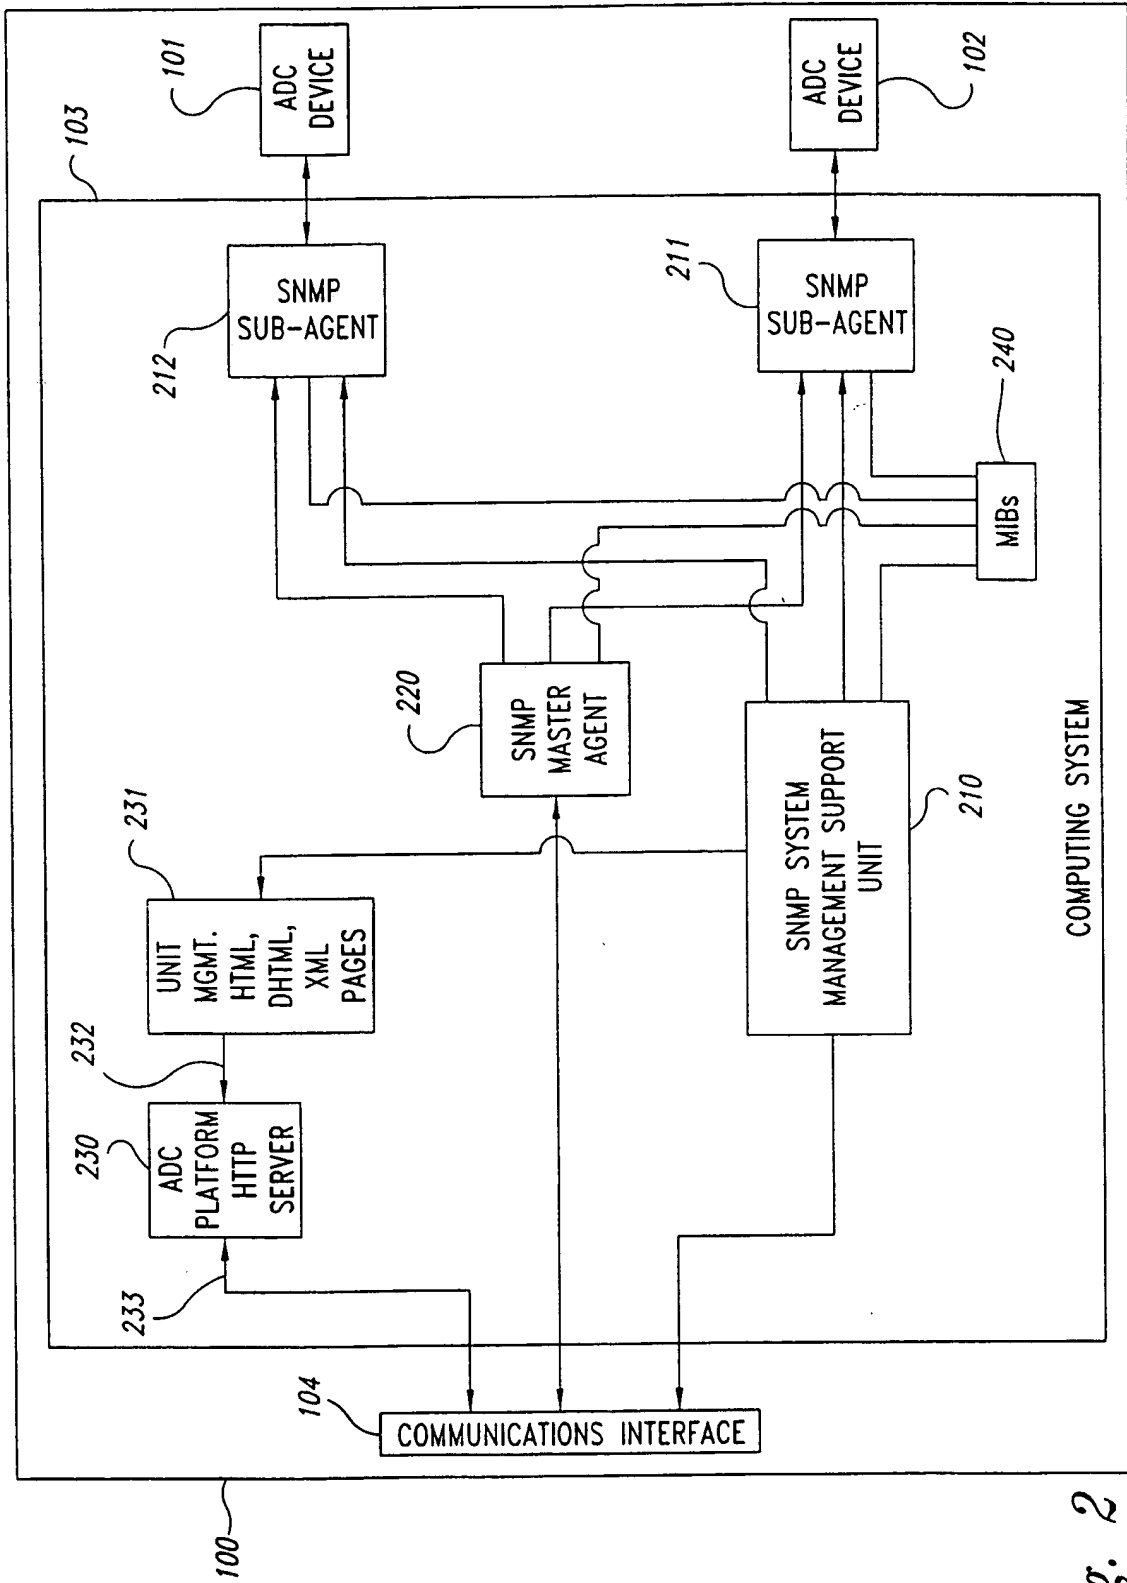 100
104
COMMUNICATIONS INTERFACE
103
COMPUTING SYSTEM
233
230
ADC
PLATFORM
HTTP
SERVER
232
231
UNIT
MGMT.
HTML,
DHTML,
XML
PAGES
220
SNMP
MASTER
AGENT
210
SNMP SYSTEM
MANAGEMENT SUPPORT
UNIT
240
MIBs
212
SNMP
SUB-AGENT
211
SNMP
SUB-AGENT
101
ADC
DEVICE
102
ADC
DEVICE
g. 2